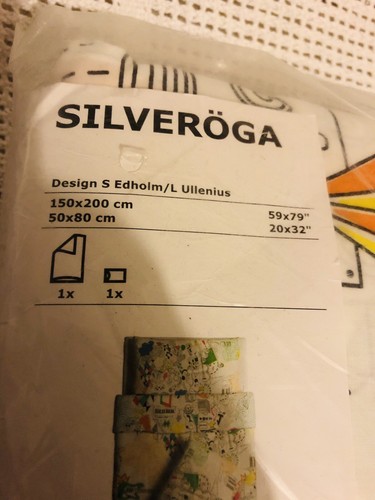 SILVERÖGA
Design S Edholm/L Ullenius
150x200 cm 59x79"
50x80 cm 20x32"
1x 1x